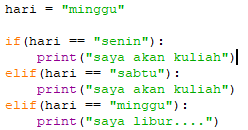 hari = "minggu"
if(hari == "senin"):
    print("saya akan kuliah")
elif(hari == "sabtu"):
    print("saya akan kuliah")
elif(hari == "minggu"):
    print("saya libur....")